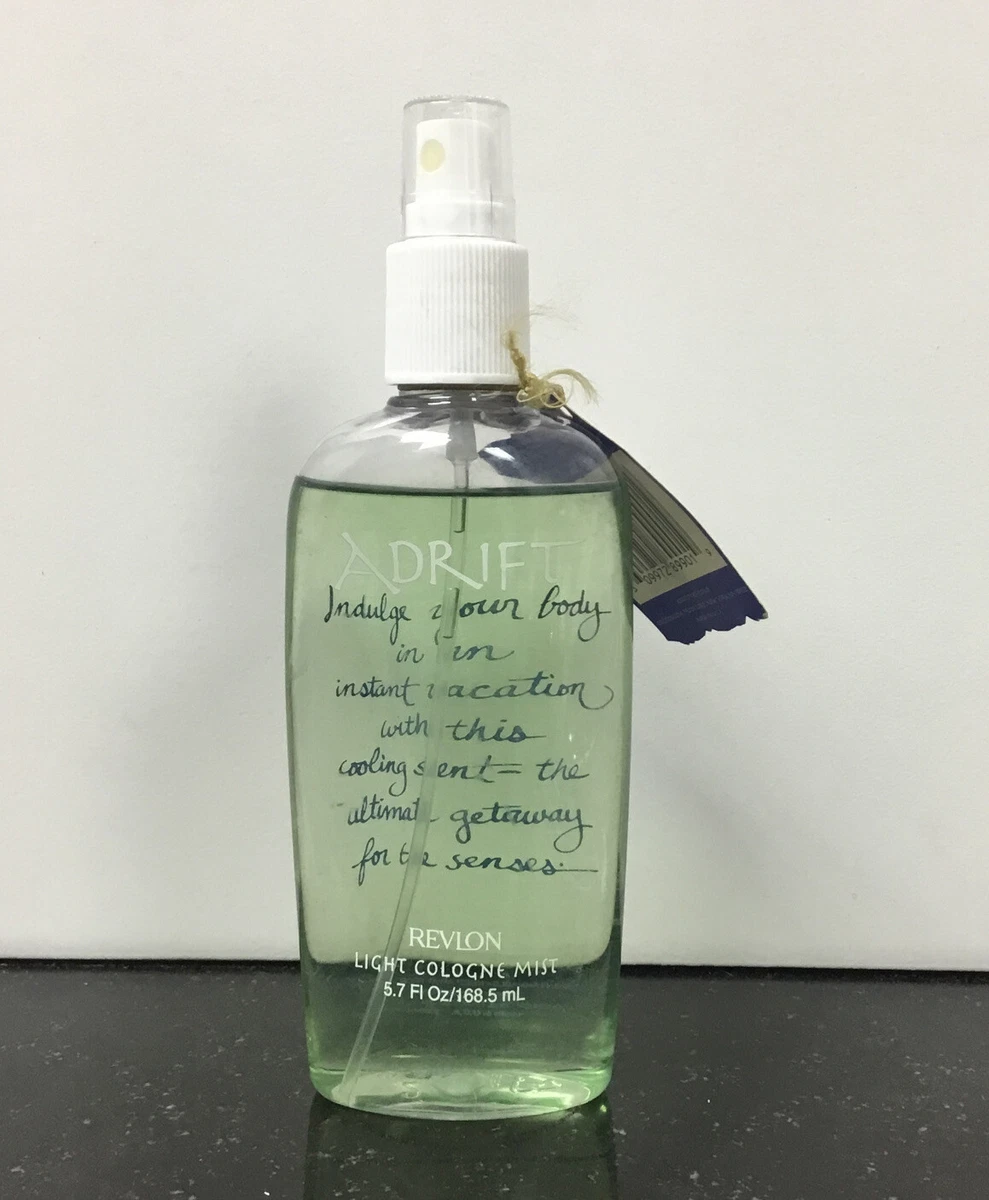 ADRIFT
Indulge your body
in an
instant vacation
with this
cooling scent = the
ultimate getaway
for the senses.
REVLON
LIGHT COLOGNE MIST
5.7 Fl Oz/168.5 mL